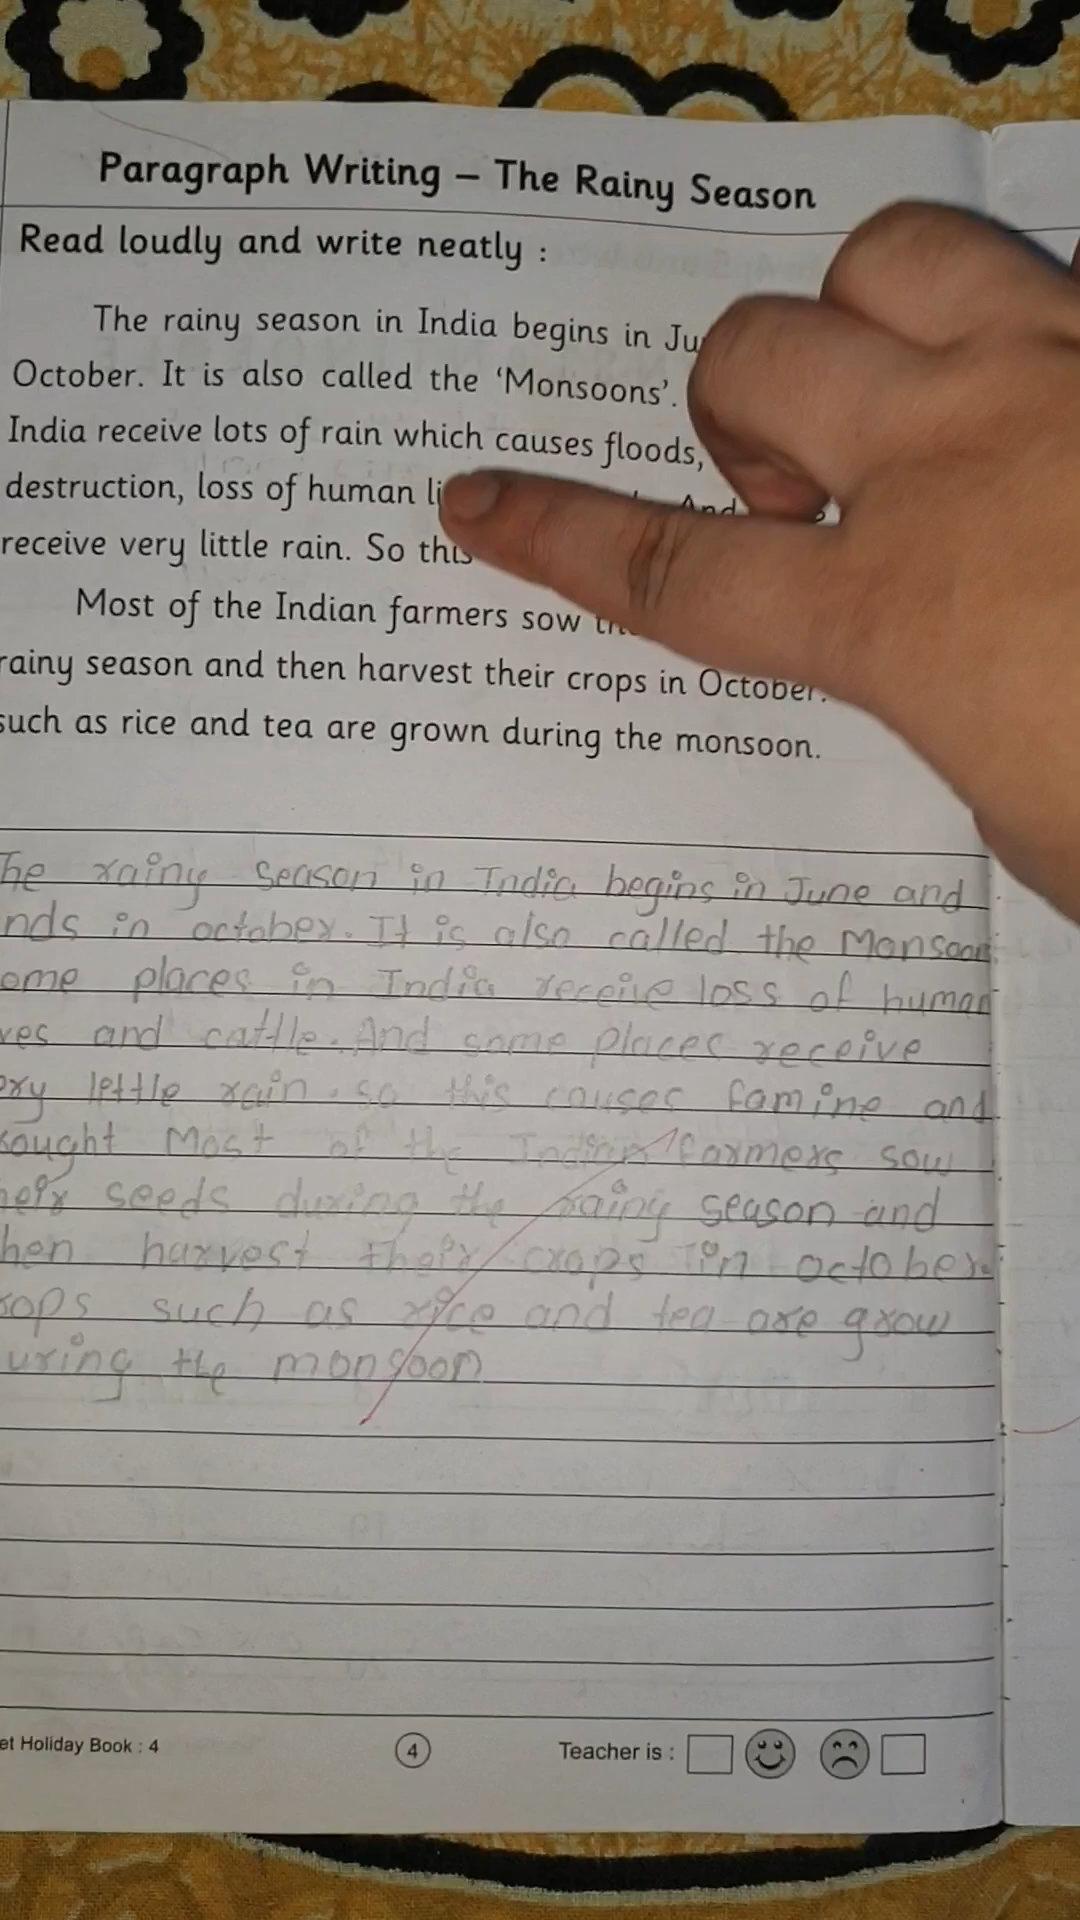 Paragraph Writing – The Rainy Season
Read loudly and write neatly :
The rainy season in India begins in
October. It is also called the ‘Monsoons’.
India receive lots of rain which causes floods,
destruction, loss of human And
receive very little rain. So this
Most of the Indian farmers sow
rainy season and then harvest their crops in October.
such as rice and tea are grown during the monsoon.
The rainy season in India begins in June and
nds in october. It is also called the Monsoon
ome places in India receive loss of human
ves and cattle. And some places receive
ery little rain. so this causes famine and
rought Most of the Indian farmers sow
heir seeds during the rainy season and
hen harvest their crops in october.
rops such as rice and tea are grow
uring the monsoon
et Holiday Book : 4
4
Teacher is :